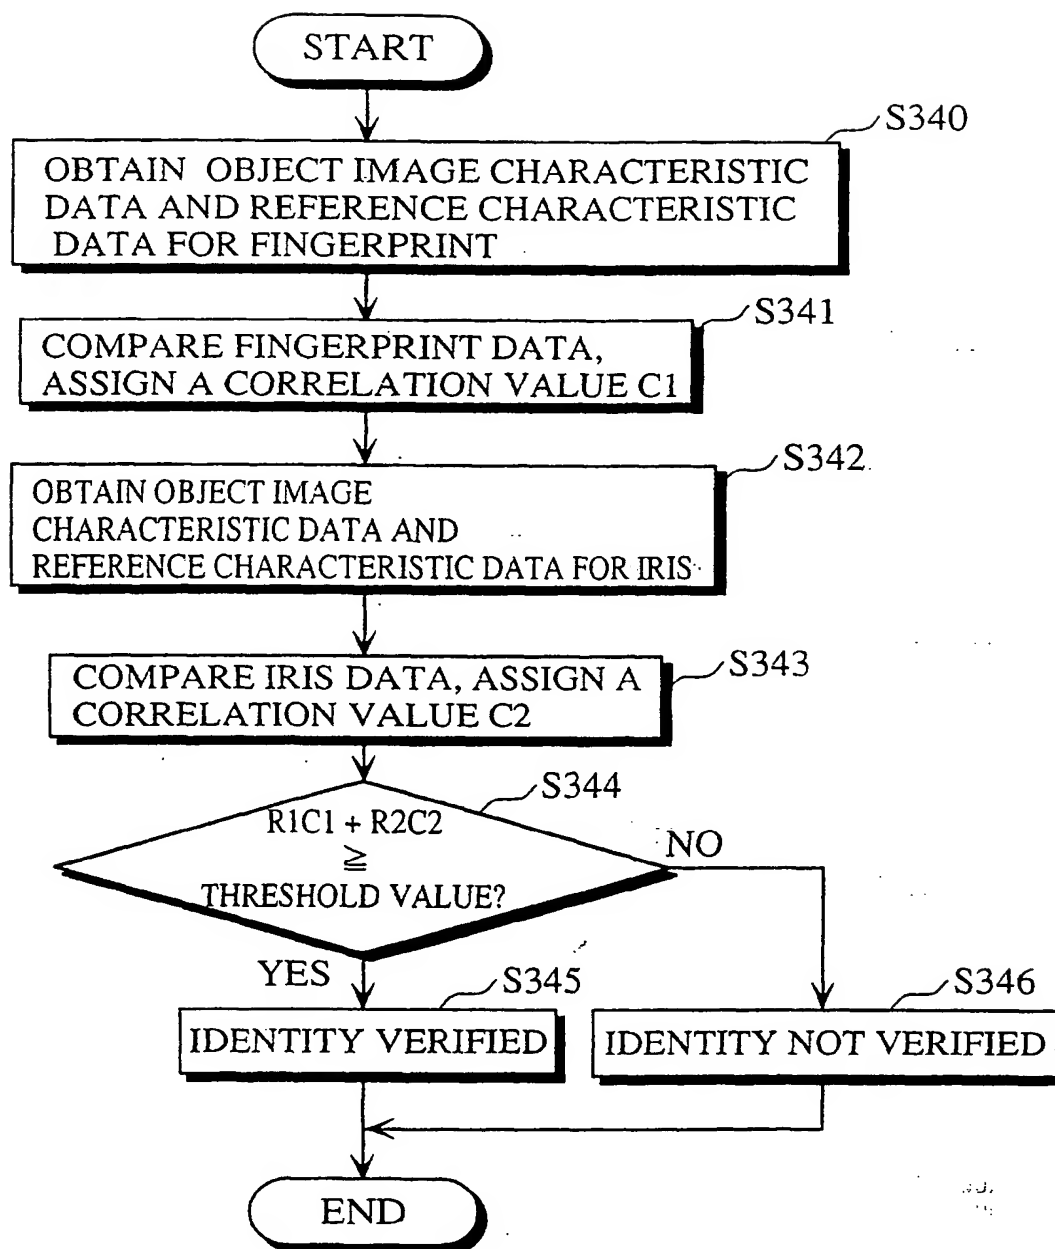 START
S340
OBTAIN OBJECT IMAGE CHARACTERISTIC
DATA AND REFERENCE CHARACTERISTIC
DATA FOR FINGERPRINT
S341
COMPARE FINGERPRINT DATA,
ASSIGN A CORRELATION VALUE C1
S342
OBTAIN OBJECT IMAGE
CHARACTERISTIC DATA AND
REFERENCE CHARACTERISTIC DATA FOR IRIS
S343
COMPARE IRIS DATA, ASSIGN A
CORRELATION VALUE C2
S344
R1C1 + R2C2
≧
THRESHOLD VALUE?
NO
YES
S345
IDENTITY VERIFIED
S346
IDENTITY NOT VERIFIED
END